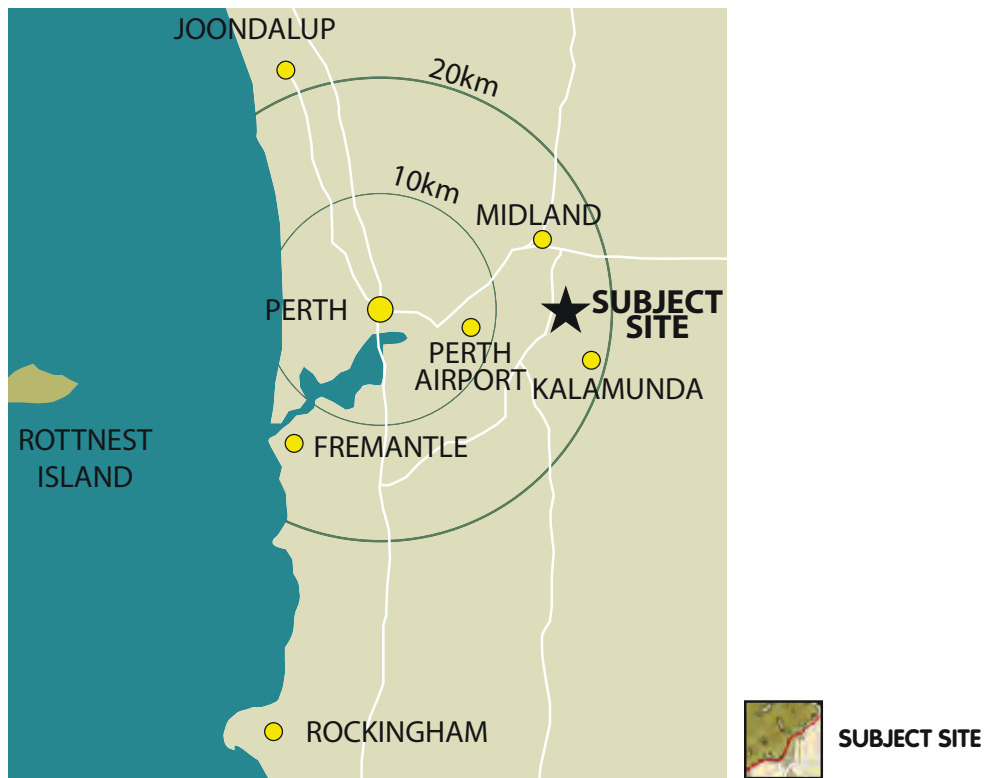 JOONDALUP
20km
10km
MIDLAND
PERTH
SUBJECT
SITE
PERTH
AIRPORT
KALAMUNDA
ROTTNEST
ISLAND
FREMANTLE
ROCKINGHAM
SUBJECT SITE